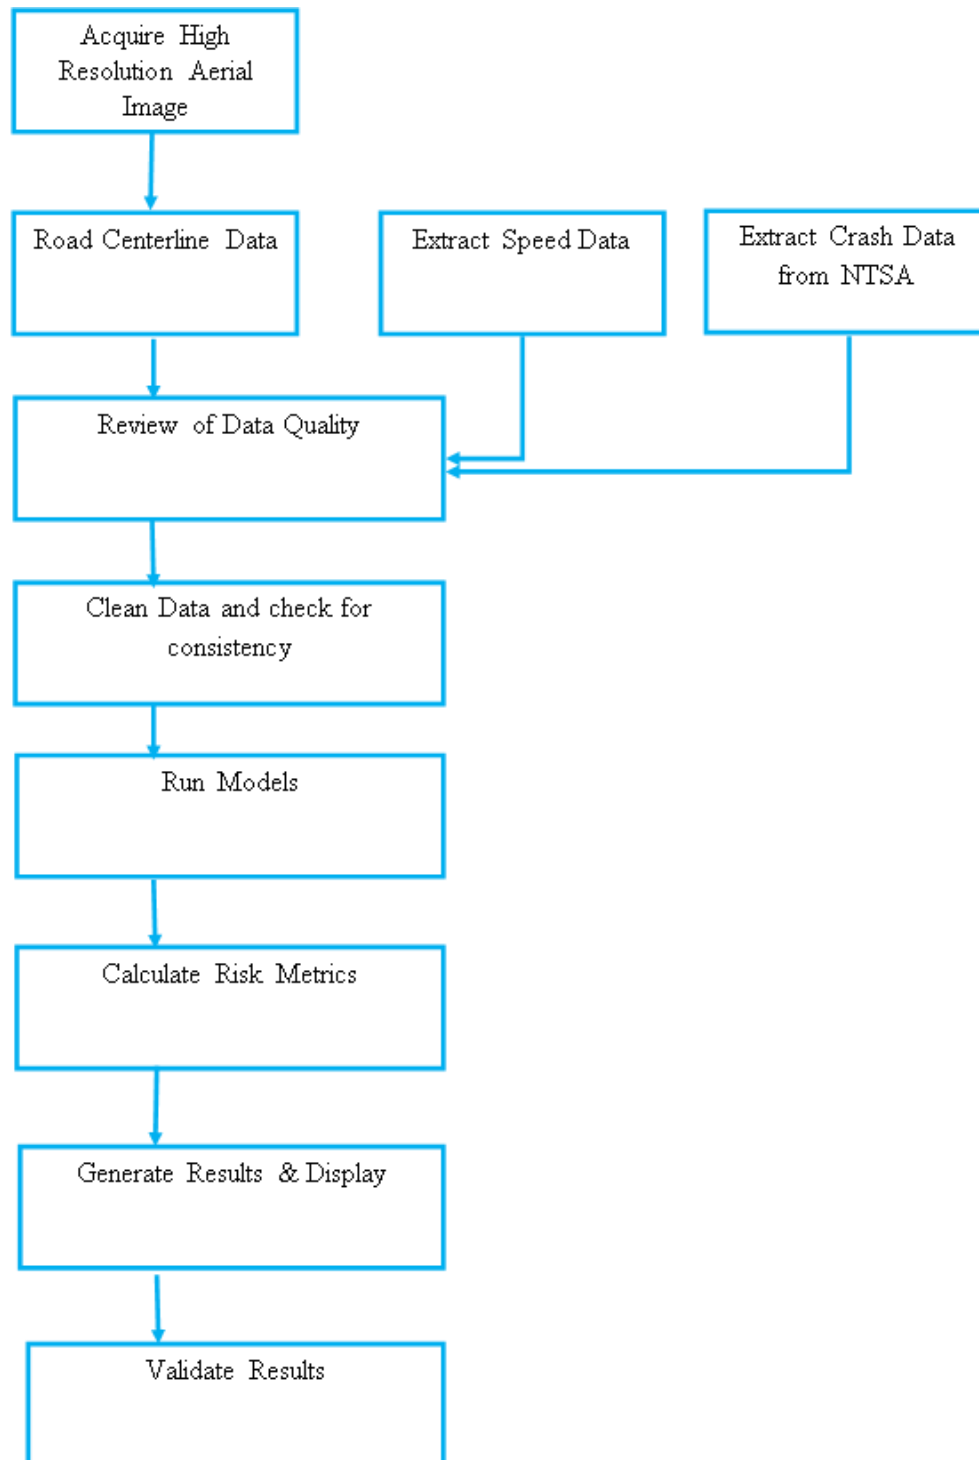 Acquire High
Resolution Aerial
Image
Road Centerline Data
Extract Speed Data
Extract Crash Data
from NTSA
Review of Data Quality
Clean Data and check for
consistency
Run Models
Calculate Risk Metrics
Generate Results & Display
Validate Results